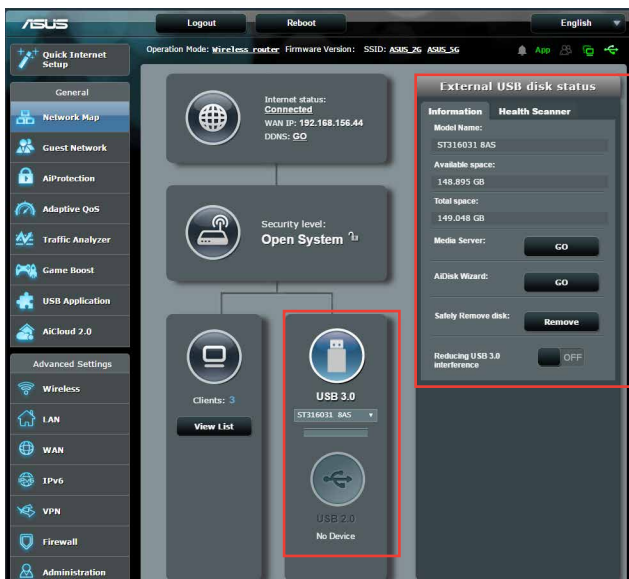 ASUS
Logout
Reboot
English
Quick Internet
Setup
Operation Mode: Wireless router Firmware Version: SSID: ASUS_2G ASUS_5G
App
General
Network Map
Guest Network
AiProtection
Adaptive QoS
Traffic Analyzer
Game Boost
USB Application
AiCloud 2.0
Advanced Settings
Wireless
LAN
WAN
IPv6
VPN
Firewall
Administration
Internet status:
Connected
WAN IP: 192.168.156.44
DDNS: GO
Security level:
Open System
Clients: 3
View List
USB 3.0
ST316031 8AS
USB 2.0
No Device
External USB disk status
Information Health Scanner
Model Name:
ST316031 8AS
Available space:
148.895 GB
Total space:
149.048 GB
Media Server:
GO
AiDisk Wizard:
GO
Safely Remove disk:
Remove
Reducing USB 3.0
interference
OFF